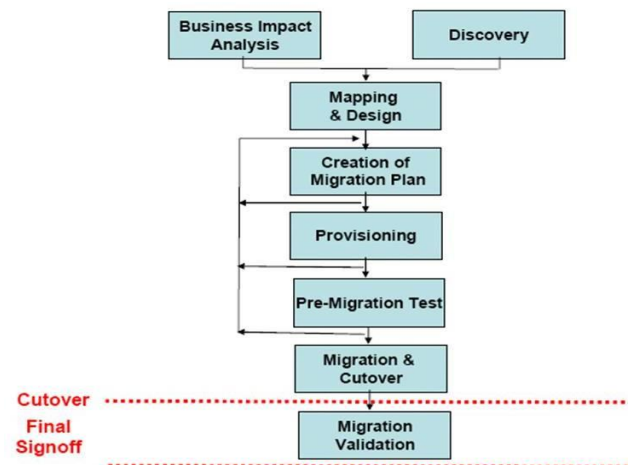 Business Impact
Analysis
Discovery
Mapping
& Design
Creation of
Migration Plan
Provisioning
Pre-Migration Test
Migration &
Cutover
Cutover
Final
Signoff
Migration
Validation